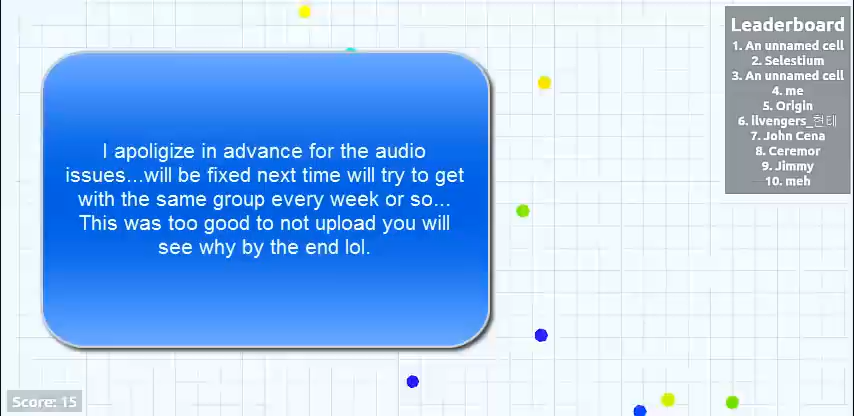 I apoligize in advance for the audio
issues...will be fixed next time will try to get
with the same group every week or so...
This was too good to not upload you will
see why by the end lol.
Leaderboard
1. An unnamed cell
2. Selestium
3. An unnamed cell
4. me
5. Origin
6. ilvengers_현태
7. John Cena
8. Ceremor
9. Jimmy
10. meh
Score: 15